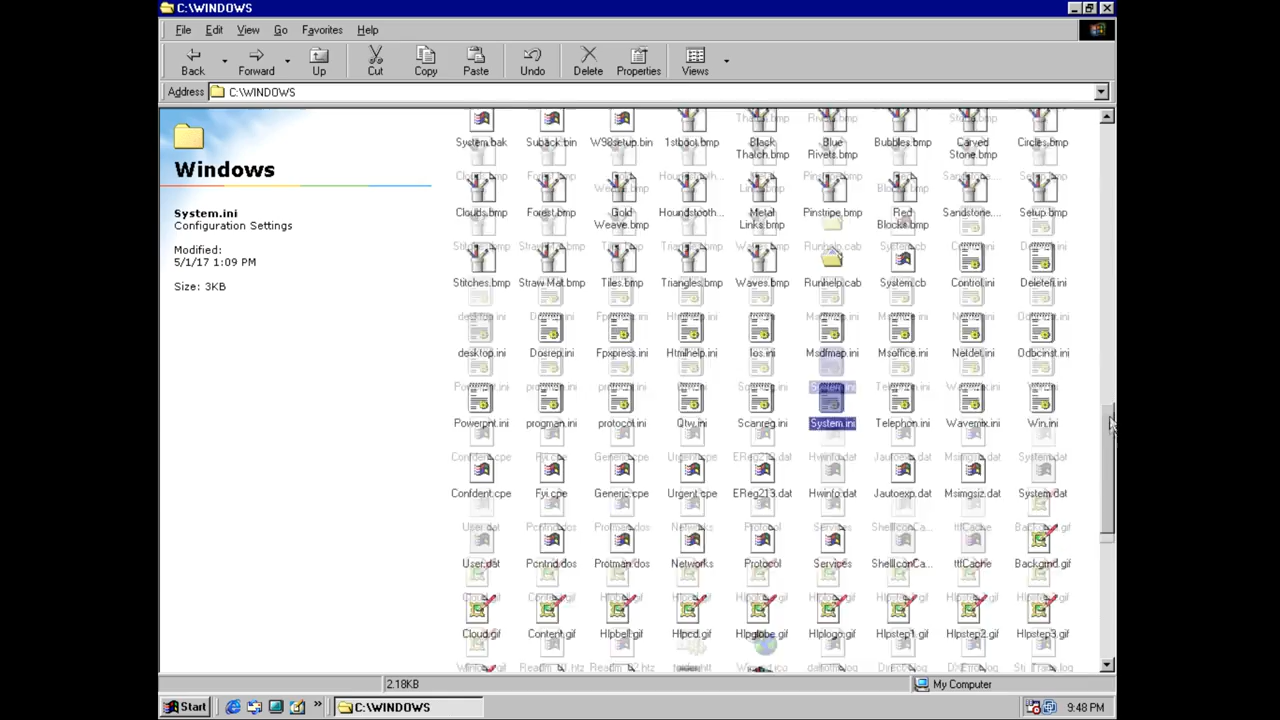 C:\WINDOWS
File Edit View Go Favorites Help
Back Forward Up Cut Copy Paste Undo Delete Properties Views
Address C:\WINDOWS
Windows
System.ini
Configuration Settings
Modified:
5/1/17 1:09 PM
Size: 3KB
System.bak Suback.bin W98setup.bin 1stboot.bmp Black Thatch.bmp Blue Rivets.bmp Bubbles.bmp Carved Stone.bmp Circles.bmp
Clouds.bmp Forest.bmp Gold Weave.bmp Houndstooth... Metal Links.bmp Pinstripe.bmp Red Blocks.bmp Sandstone.... Setup.bmp
Stitches.bmp Straw Mat.bmp Tiles.bmp Triangles.bmp Waves.bmp Runhelp.cab System.cb Control.ini
desktop.ini Dosrep.ini Fpxpress.ini Htmlhelp.ini Ios.ini Msdfmap.ini Msoffice.ini Netdet.ini Odbcinst.ini
Powerpnt.ini progman.ini protocol.ini Qtw.ini Scanreg.ini System.ini Telephon.ini Wavemix.ini Win.ini
Confdent.cpe Fyi.cpe Generic.cpe Urgent.cpe EReg213.dat Hwinfo.dat Jautoexp.dat Msimgsiz.dat System.dat
User.dat Pcntnd.dos Protman.dos Networks Protocol Services ShellIconCa... ttfCache Backgrnd.gif
Cloud.gif Content.gif Hlpbell.gif Hlpcd.gif Hlpglobe.gif Hlplogo.gif Hlpstep1.gif Hlpstep2.gif Hlpstep3.gif
2.18KB My Computer
Start C:\WINDOWS 9:48 PM